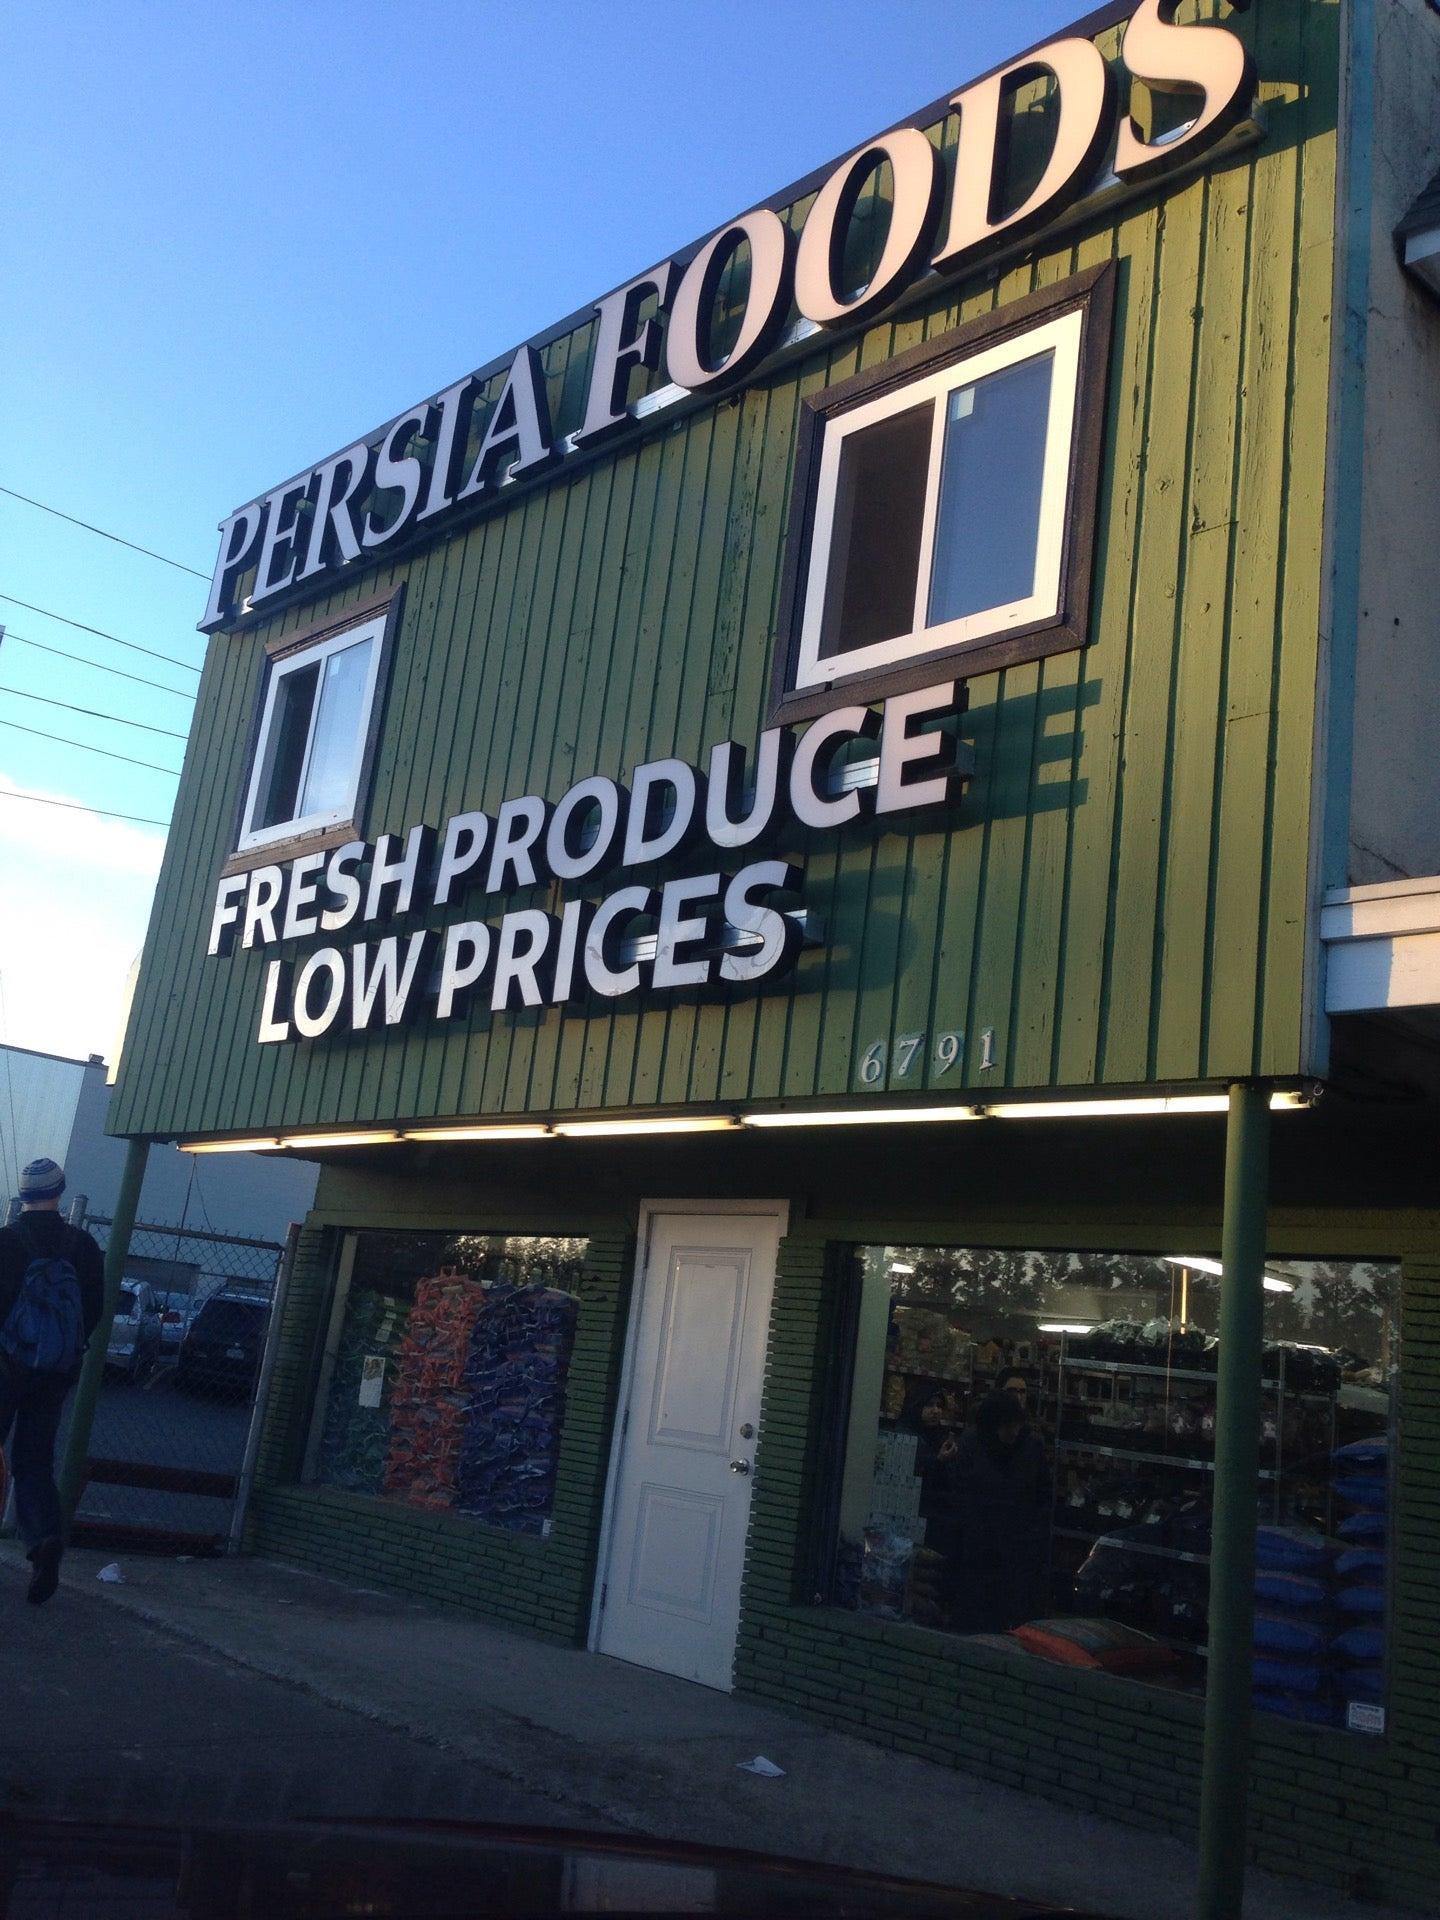 PERSIA FOODS
FRESH PRODUCE
LOW PRICES
6791